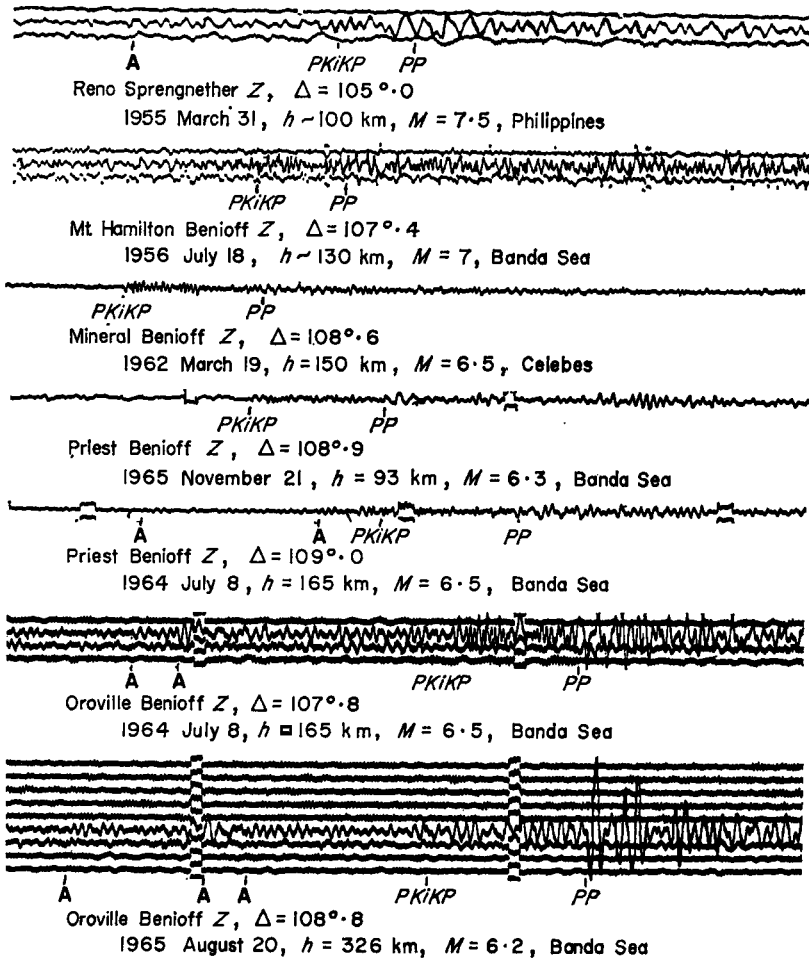 A PKiKP PP
Reno Sprengnether Z, Δ = 105°·0
1955 March 31, h ~ 100 km, M = 7·5, Philippines
PKiKP PP
Mt Hamilton Benioff Z, Δ = 107°·4
1956 July 18, h ~ 130 km, M = 7, Banda Sea
PKiKP PP
Mineral Benioff Z, Δ = 108°·6
1962 March 19, h = 150 km, M = 6·5, Celebes
PKiKP PP
Priest Benioff Z, Δ = 108°·9
1965 November 21, h = 93 km, M = 6·3, Banda Sea
A A PKiKP PP
Priest Benioff Z, Δ = 109°·0
1964 July 8, h = 165 km, M = 6·5, Banda Sea
A A PKiKP PP
Oroville Benioff Z, Δ = 107°·8
1964 July 8, h = 165 km, M = 6·5, Banda Sea
A A A PKiKP PP
Oroville Benioff Z, Δ = 108°·8
1965 August 20, h = 326 km, M = 6·2, Banda Sea